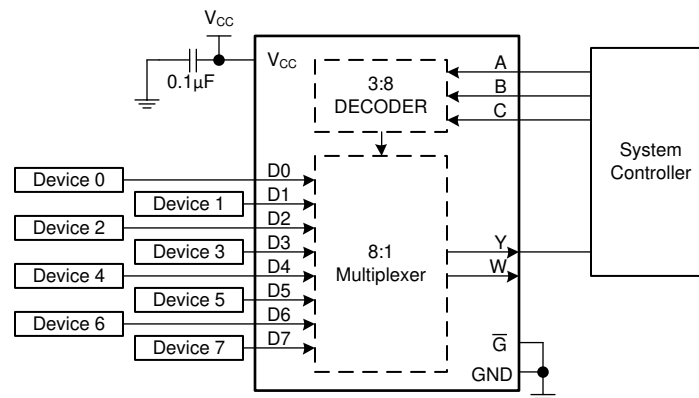 VCC
0.1µF
VCC
3:8
DECODER
A
B
C
System
Controller
Device 0
Device 1
Device 2
Device 3
Device 4
Device 5
Device 6
Device 7
D0
D1
D2
D3
D4
D5
D6
D7
8:1
Multiplexer
Y
W
G̅
GND